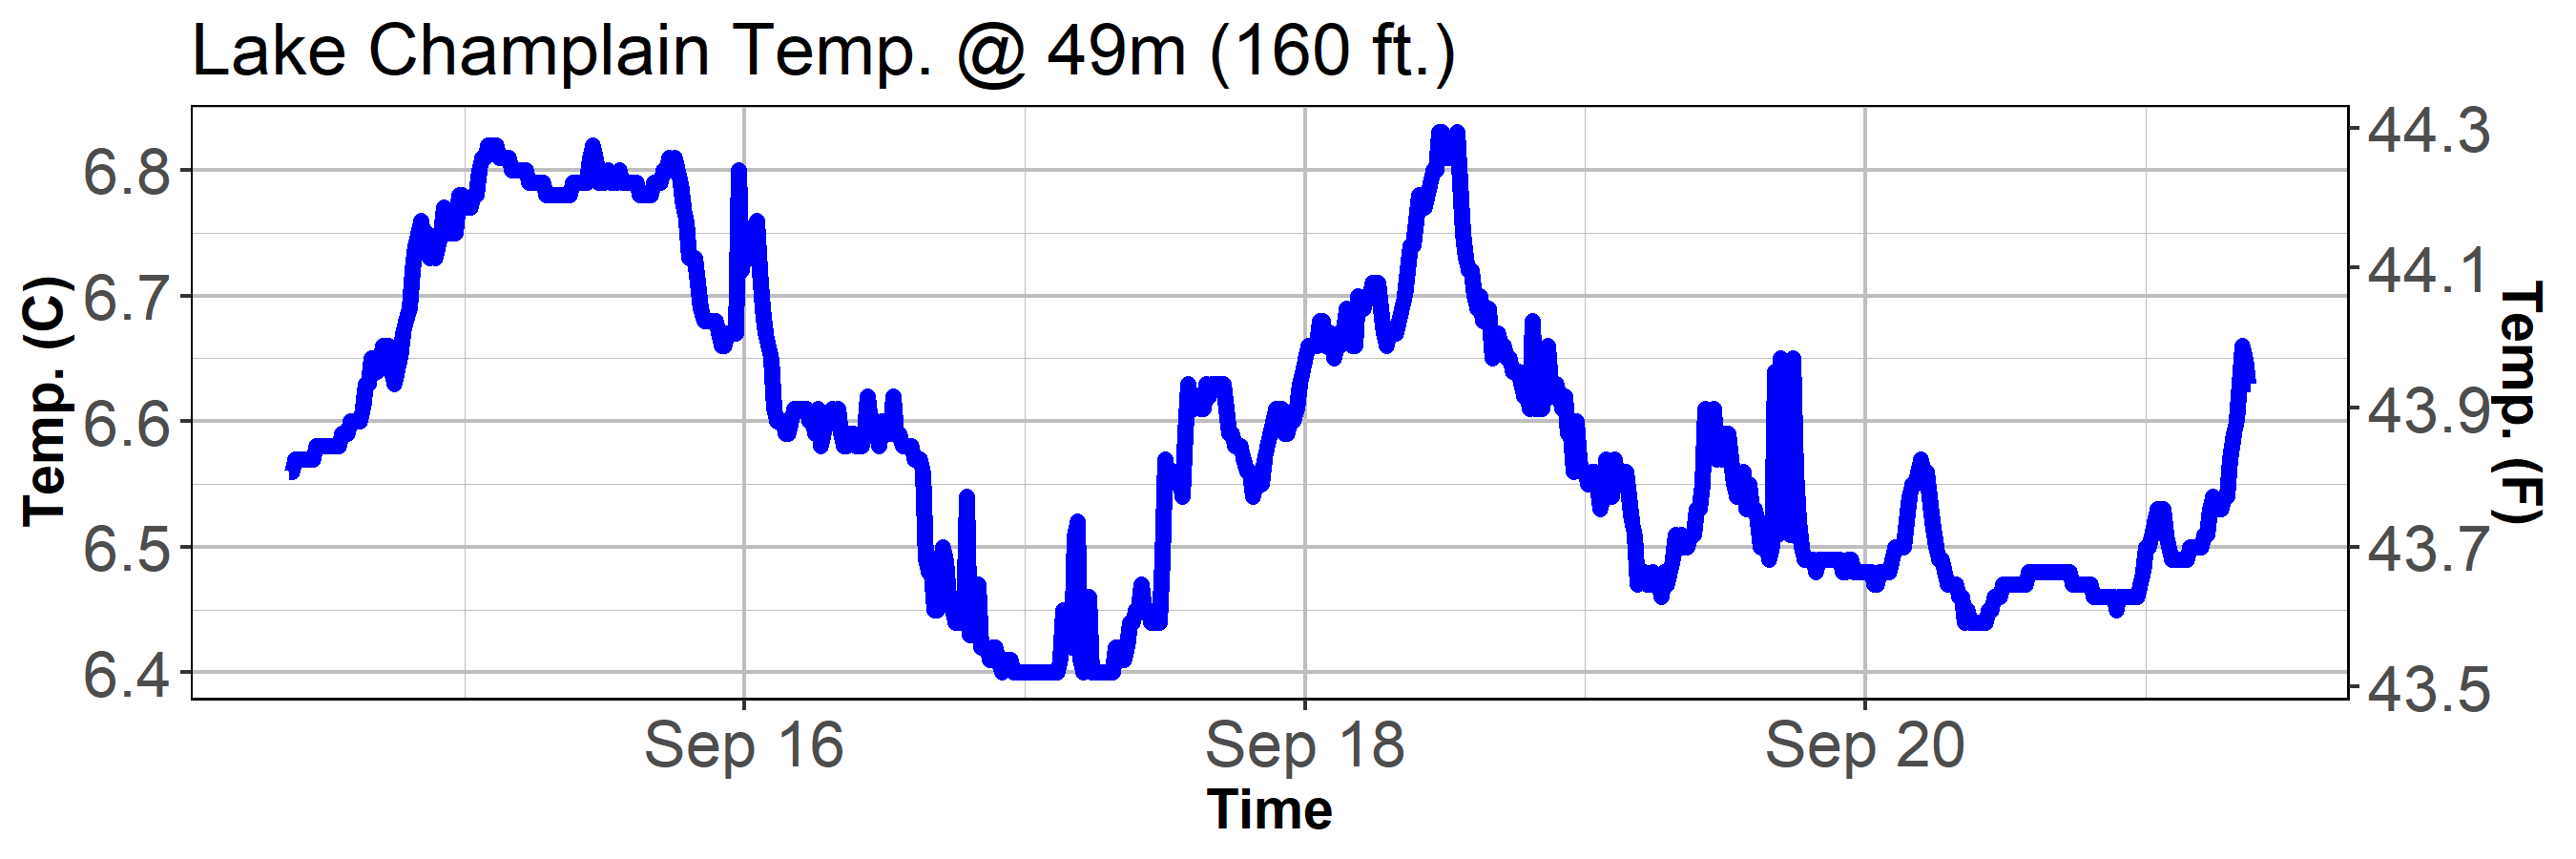 Lake Champlain Temp. @ 49m (160 ft.)
Temp. (C)
6.8
6.7
6.6
6.5
6.4
44.3
44.1
43.9
43.7
43.5
Temp. (F)
Sep 16 Sep 18 Sep 20
Time